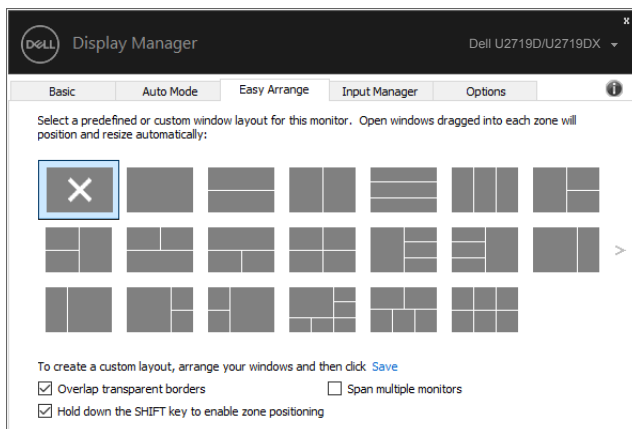 x
DELL Display Manager Dell U2719D/U2719DX
Basic Auto Mode Easy Arrange Input Manager Options
Select a predefined or custom window layout for this monitor. Open windows dragged into each zone will
position and resize automatically:
To create a custom layout, arrange your windows and then click Save
Overlap transparent borders Span multiple monitors
Hold down the SHIFT key to enable zone positioning